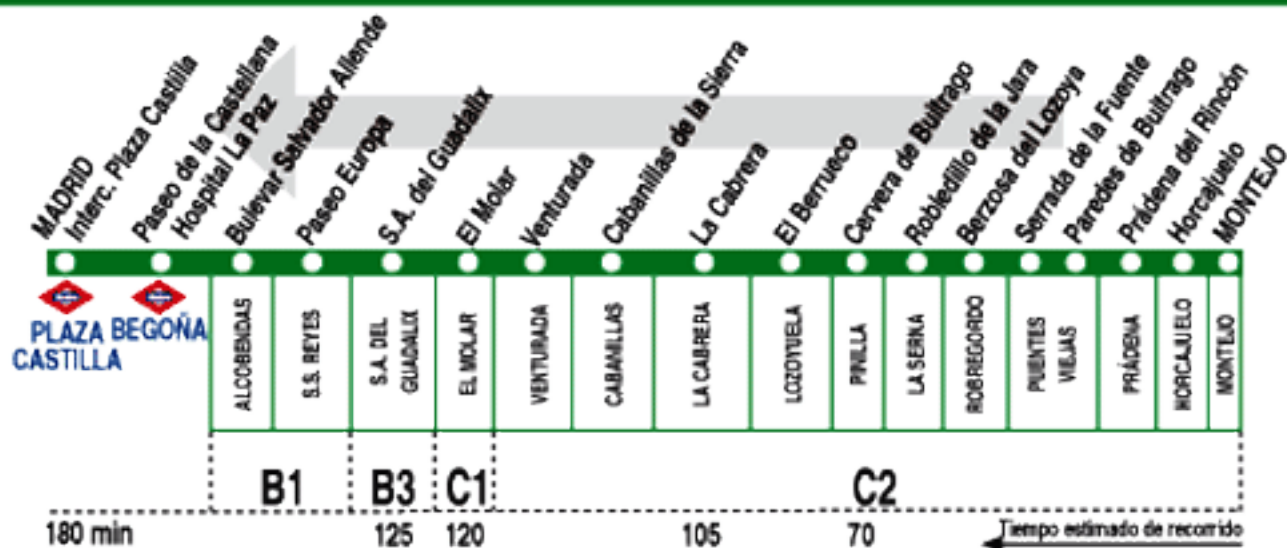 MADRID
Interc. Plaza Castilla
Paseo de la Castellana
Hospital La Paz
Bulevar Salvador Allende
Paseo Europa
S.A. del Guadalix
El Molar
Venturada
Cabanillas de la Sierra
La Cabrera
El Berrueco
Cervera de Buitrago
Robledillo de la Jara
Berzosa del Lozoya
Serrada de la Fuente
Paredes de Buitrago
Prádena del Rincón
Horcajuelo
MONTEJO
PLAZA
CASTILLA
BEGOÑA
ALCOBENDAS
S.S. REYES
S.A. DEL
GUADALIX
EL MOLAR
VENTURADA
CABANILLAS
LA CABRERA
LOZOYUELA
PINILLA
LA SERNA
ROBREGORDO
PUENTES
VIEJAS
PRÁDENA
HORCAJUELO
MONTEJO
B1
B3
C1
C2
180 min
125
120
105
70
Tiempo estimado de recorrido